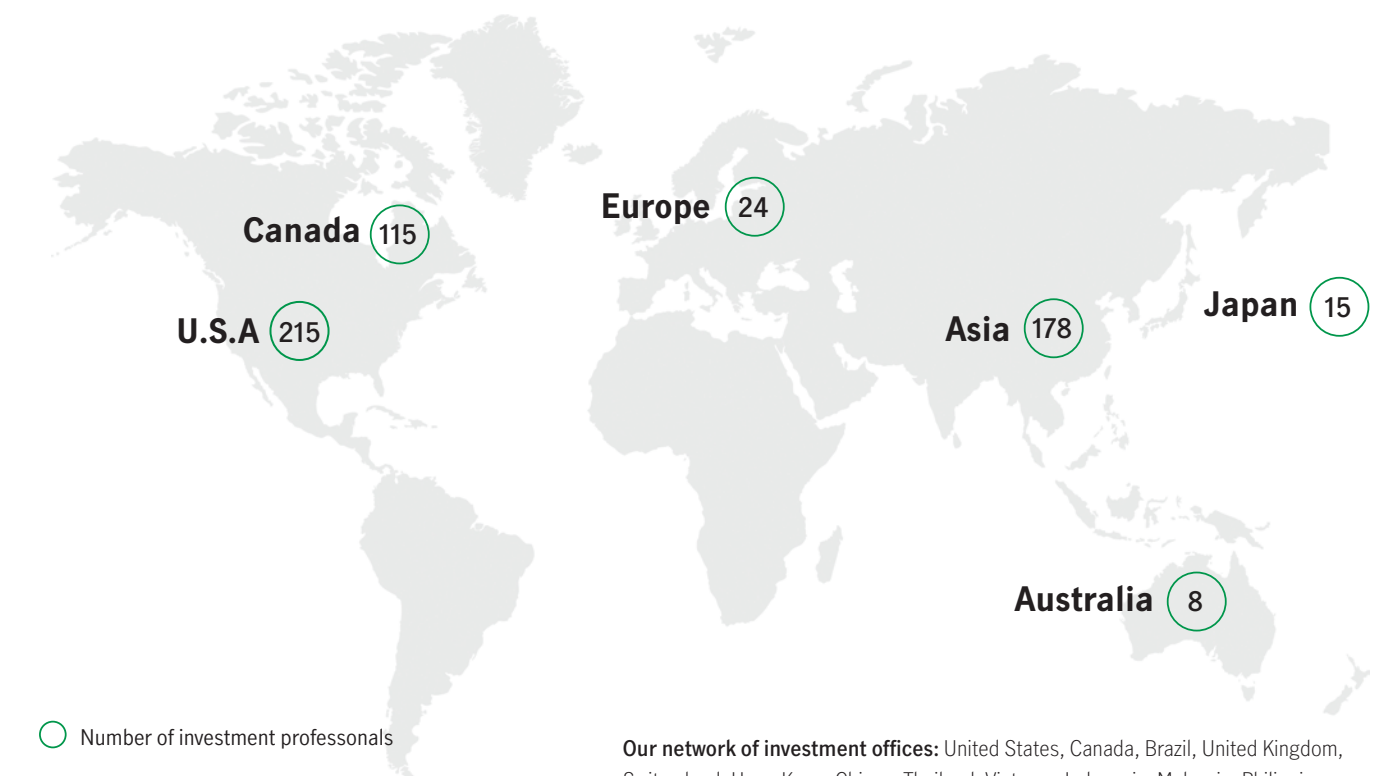 Europe 24
Canada 115
Japan 15
U.S.A 215
Asia 178
Australia 8
Number of investment professonals
Our network of investment offices: United States, Canada, Brazil, United Kingdom,